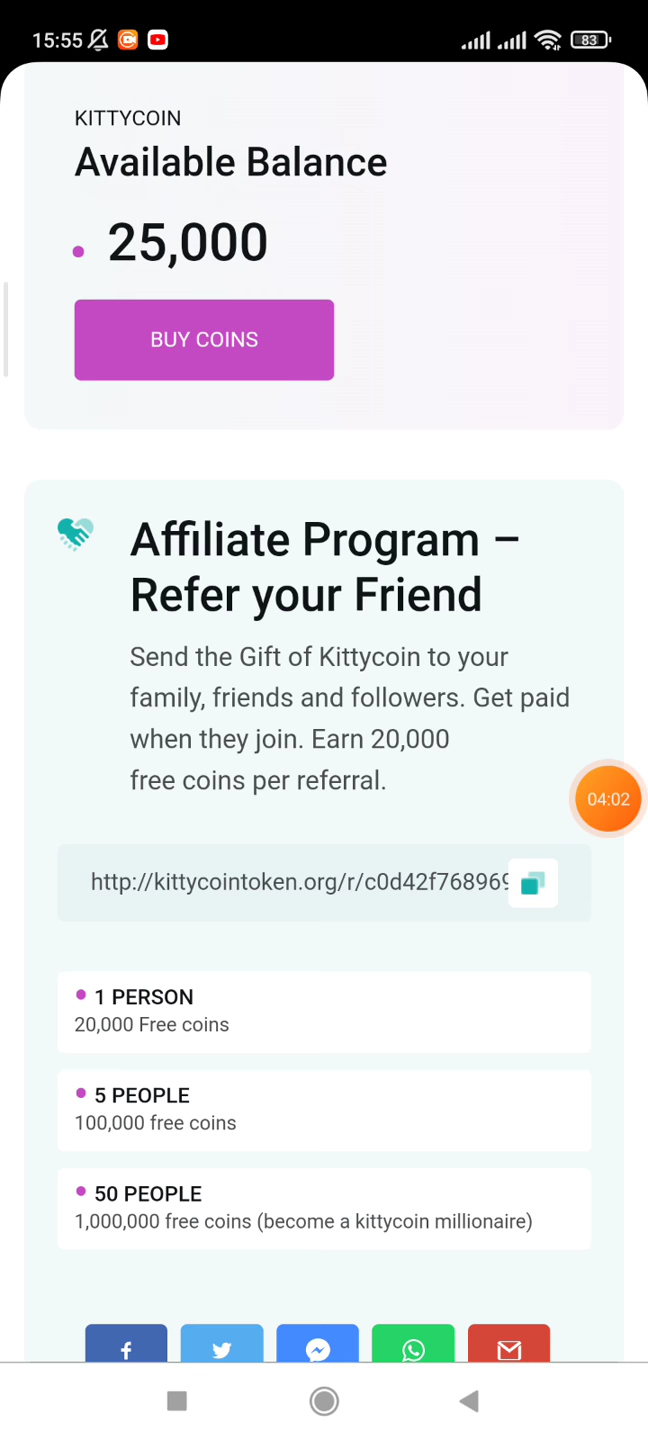 15:55
83
KITTYCOIN
Available Balance
25,000
BUY COINS
Affiliate Program –
Refer your Friend
Send the Gift of Kittycoin to your
family, friends and followers. Get paid
when they join. Earn 20,000
free coins per referral.
04:02
http://kittycointoken.org/r/c0d42f768969
1 PERSON
20,000 Free coins
5 PEOPLE
100,000 free coins
50 PEOPLE
1,000,000 free coins (become a kittycoin millionaire)